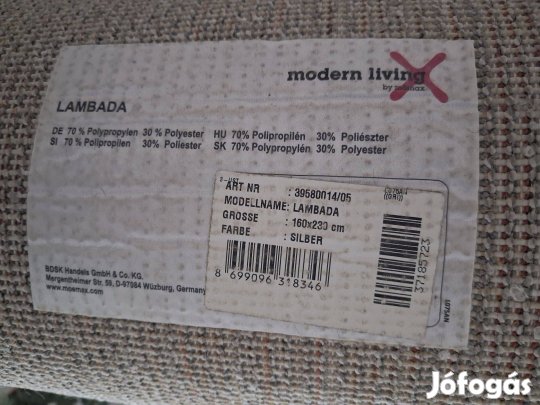 modern living
by mömax
LAMBADA
DE 70 % Polypropylen 30 % Polyester
SI 70 % Polipropilen 30% Poliester
HU 70% Polipropilén 30% Poliészter
SK 70% Polypropylén 30% Polyester
ART NR : 39580014/05
MODELLNAME: LAMBADA
GROSSE : 160x230 cm
FARBE : SILBER
8 699096 318346
37185723
BDSK Handels GmbH & Co. KG,
Mergentheimer Str. 59, D-97084 Wüzburg, Germany
www.moemax.com
Jófogás